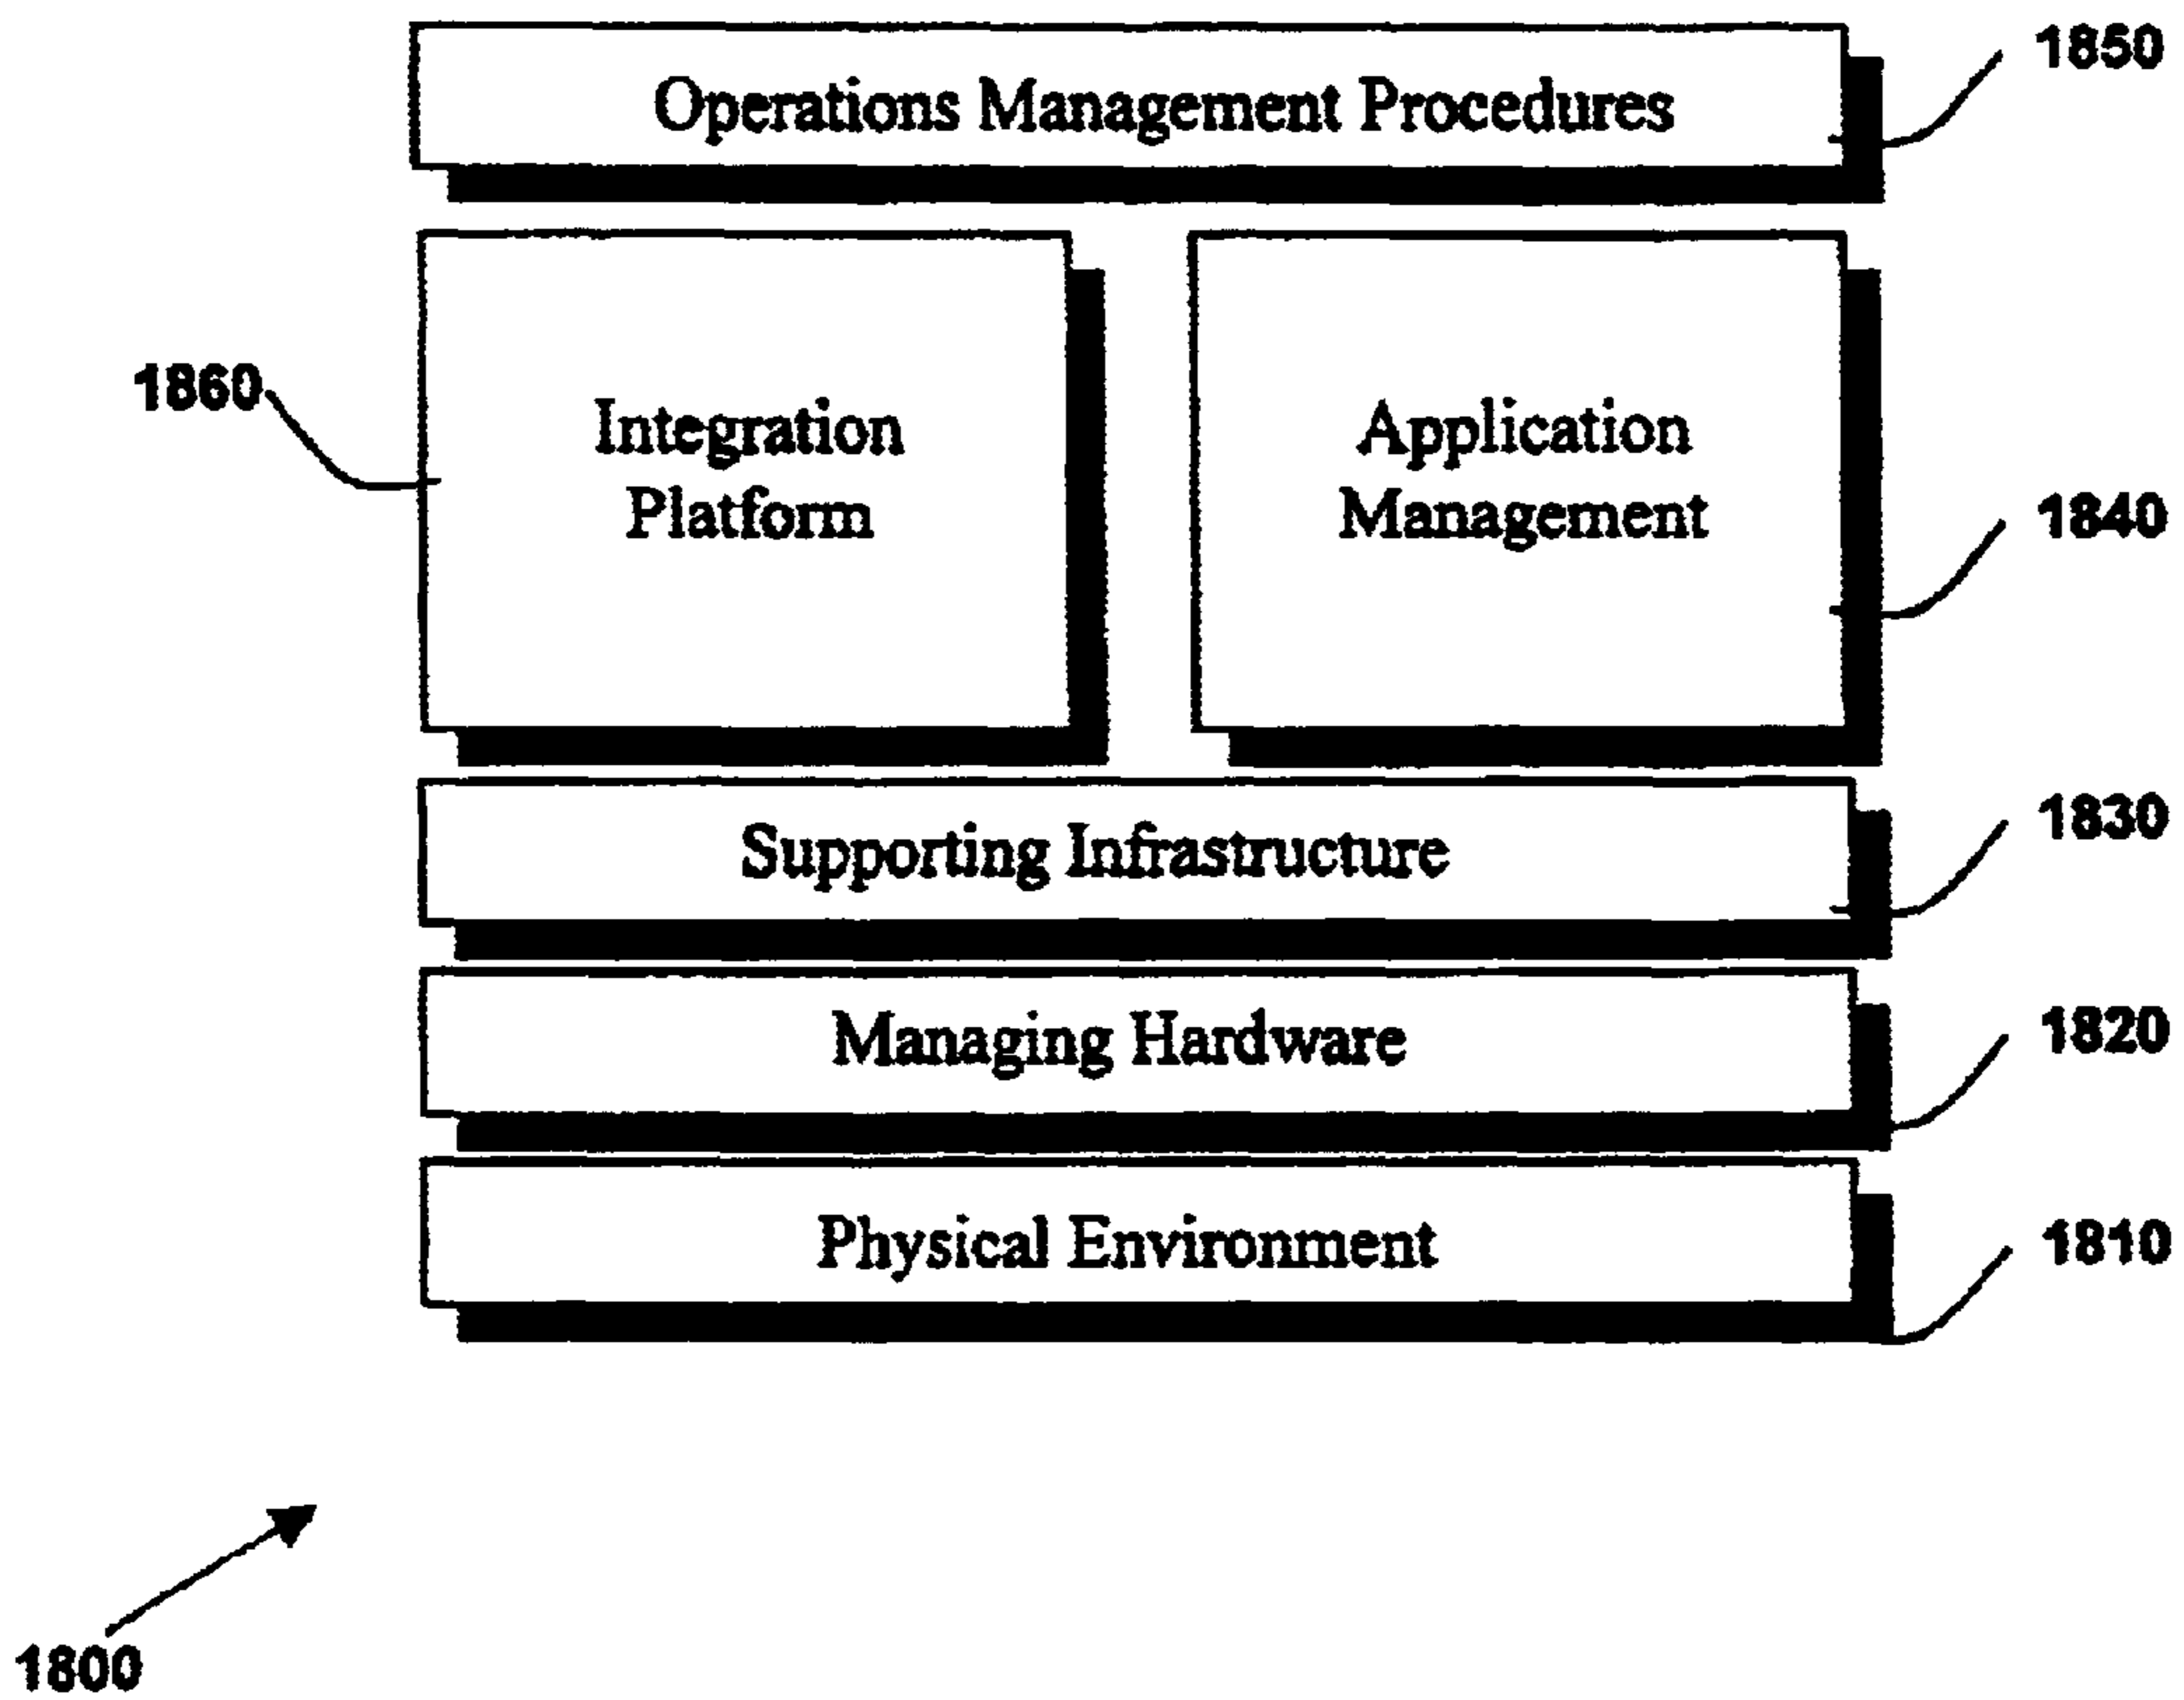 1850
Operations Management Procedures
1860
Integration
Platform
Application
Management
1840
1830
Supporting Infrastructure
1820
Managing Hardware
1810
Physical Environment
1800